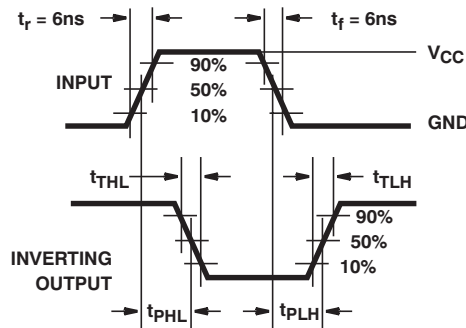 tr = 6ns
tf = 6ns
VCC
90%
INPUT
50%
10%
GND
tTHL
tTLH
90%
50%
INVERTING
OUTPUT
10%
tPHL
tPLH